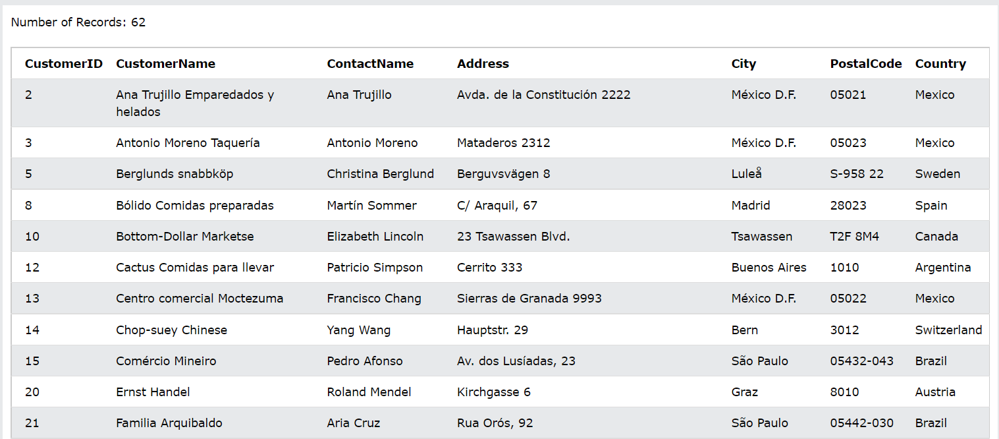 Number of Records: 62
CustomerID CustomerName ContactName Address City PostalCode Country
2 Ana Trujillo Emparedados y helados Ana Trujillo Avda. de la Constitución 2222 México D.F. 05021 Mexico
3 Antonio Moreno Taquería Antonio Moreno Mataderos 2312 México D.F. 05023 Mexico
5 Berglunds snabbköp Christina Berglund Berguvsvägen 8 Luleå S-958 22 Sweden
8 Bólido Comidas preparadas Martín Sommer C/ Araquil, 67 Madrid 28023 Spain
10 Bottom-Dollar Marketse Elizabeth Lincoln 23 Tsawassen Blvd. Tsawassen T2F 8M4 Canada
12 Cactus Comidas para llevar Patricio Simpson Cerrito 333 Buenos Aires 1010 Argentina
13 Centro comercial Moctezuma Francisco Chang Sierras de Granada 9993 México D.F. 05022 Mexico
14 Chop-suey Chinese Yang Wang Hauptstr. 29 Bern 3012 Switzerland
15 Comércio Mineiro Pedro Afonso Av. dos Lusíadas, 23 São Paulo 05432-043 Brazil
20 Ernst Handel Roland Mendel Kirchgasse 6 Graz 8010 Austria
21 Familia Arquibaldo Aria Cruz Rua Orós, 92 São Paulo 05442-030 Brazil